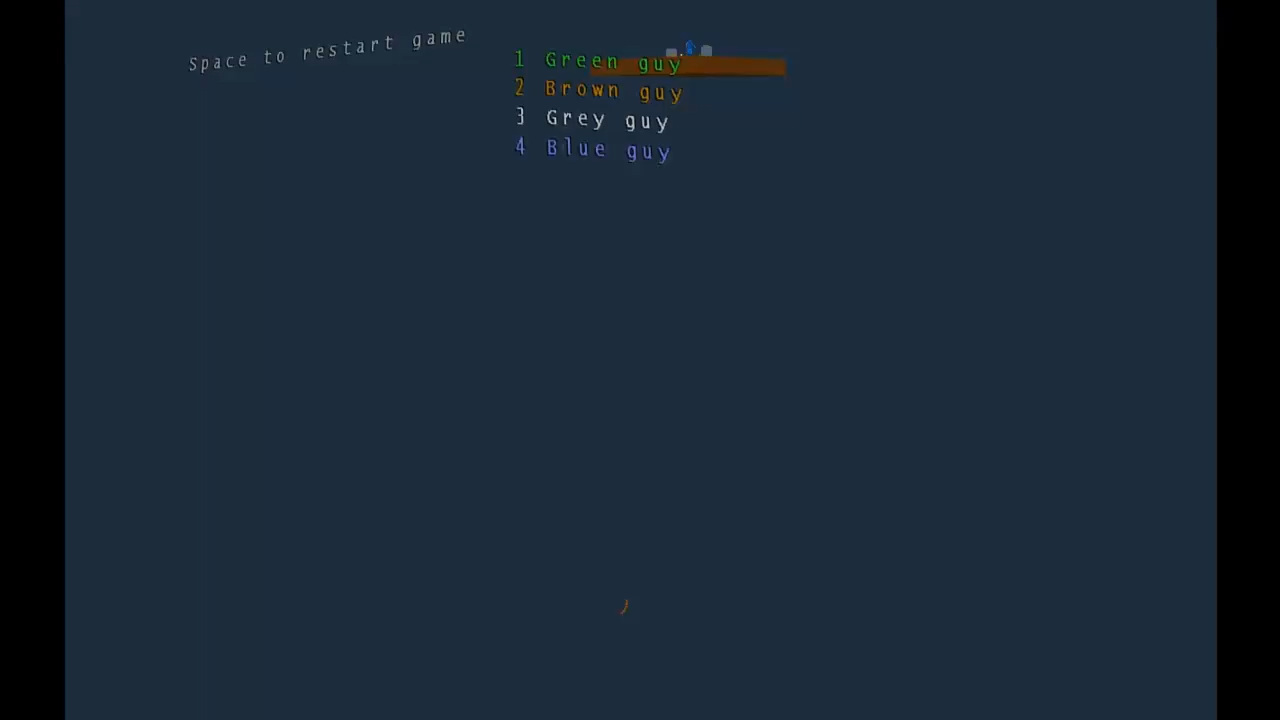 Space to restart game
1 Green guy
2 Brown guy
3 Grey guy
4 Blue guy